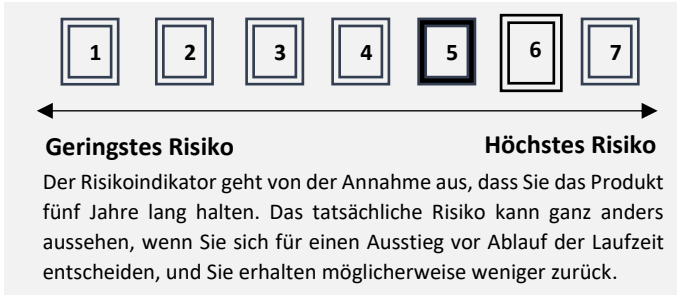 1 2 3 4 5 6 7
Geringstes Risiko Höchstes Risiko
Der Risikoindikator geht von der Annahme aus, dass Sie das Produkt
fünf Jahre lang halten. Das tatsächliche Risiko kann ganz anders
aussehen, wenn Sie sich für einen Ausstieg vor Ablauf der Laufzeit
entscheiden, und Sie erhalten möglicherweise weniger zurück.